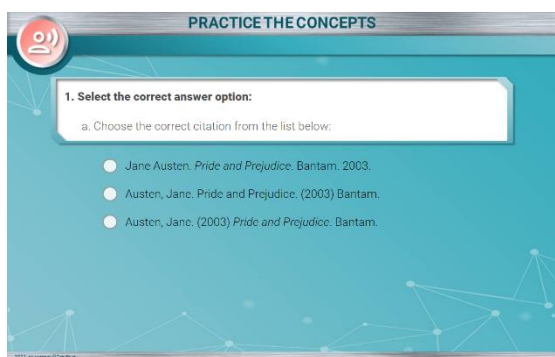 PRACTICE THE CONCEPTS
1. Select the correct answer option:
a. Choose the correct citation from the list below:
Jane Austen. Pride and Prejudice. Bantam. 2003.
Austen, Jane. Pride and Prejudice. (2003) Bantam.
Austen, Jane. (2003) Pride and Prejudice. Bantam.